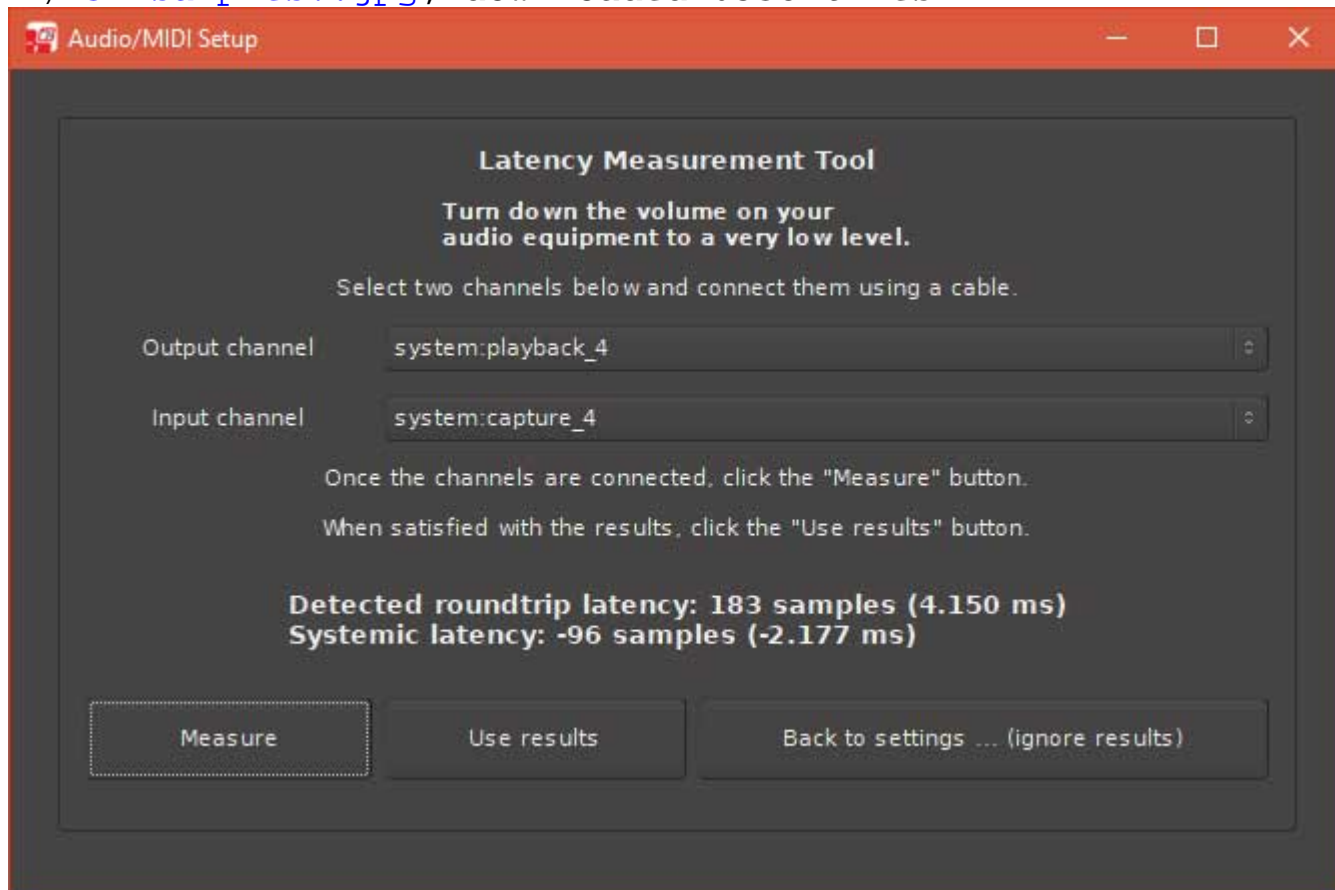 Audio/MIDI Setup
Latency Measurement Tool
Turn down the volume on your
audio equipment to a very low level.
Select two channels below and connect them using a cable.
Output channel system:playback_4
Input channel system:capture_4
Once the channels are connected, click the "Measure" button.
When satisfied with the results, click the "Use results" button.
Detected roundtrip latency: 183 samples (4.150 ms)
Systemic latency: -96 samples (-2.177 ms)
Measure Use results Back to settings ... (ignore results)